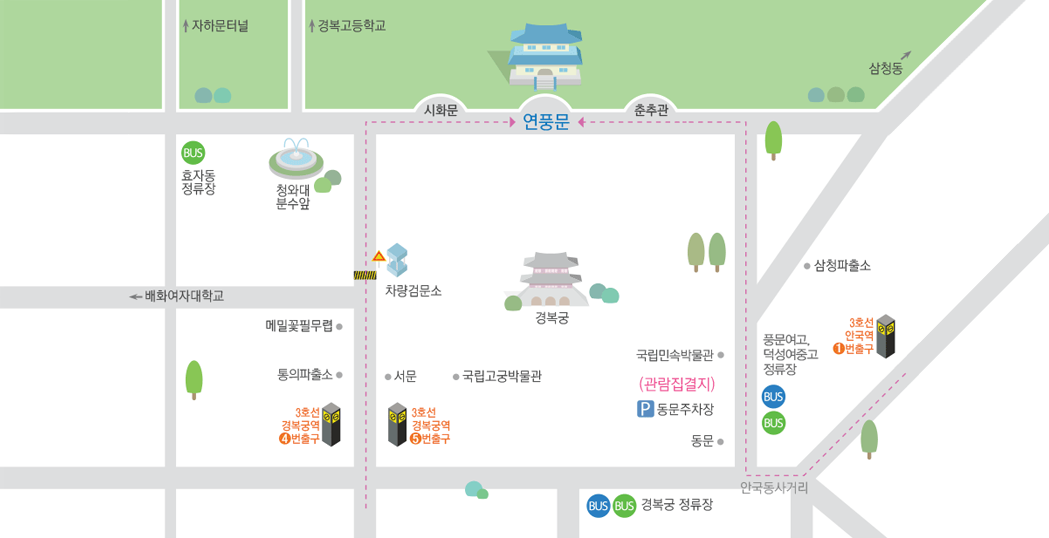 자하문터널
경복고등학교
삼청동
시화문
연풍문
춘추관
BUS
효자동
정류장
청와대
분수앞
차량검문소
경복궁
삼청파출소
배화여자대학교
메밀꽃필무렵
통의파출소
서문
국립고궁박물관
국립민속박물관
(관람집결지)
P 동문주차장
동문
3호선
안국역
1번출구
풍문여고,
덕성여중고
정류장
BUS
BUS
3호선
경복궁역
4번출구
3호선
경복궁역
5번출구
안국동사거리
BUS BUS 경복궁 정류장